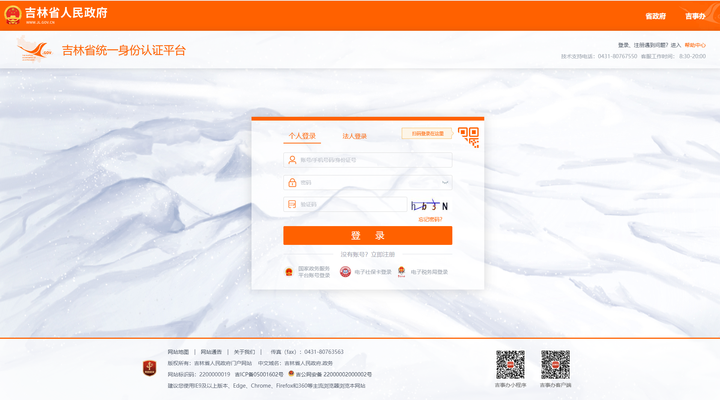 吉林省人民政府
WWW.JL.GOV.CN
省政府
吉事办
吉林省统一身份认证平台
登录、注册遇到问题？进入 帮助中心
技术支持电话：0431-80767550 客服工作时间： 8:30-20:00
个人登录
法人登录
扫码登录在这里
账号/手机号码/身份证号
密码
验证码
忘记密码?
登 录
没有账号？立即注册
国家政务服务
平台账号登录
电子社保卡登录
电子税务局登录
网站地图 | 网站通告 | 关于我们 | 传真（fax）：0431-80763563
版权所有：吉林省人民政府门户网站 中文域名：吉林省人民政府.政务
网站标识码：2200000019 吉ICP备05001602号 吉公网安备 22000002000002号
建议您使用IE9及以上版本、Edge、Chrome、Firefox和360等主流浏览器浏览本网站
吉事办小程序
吉事办客户端